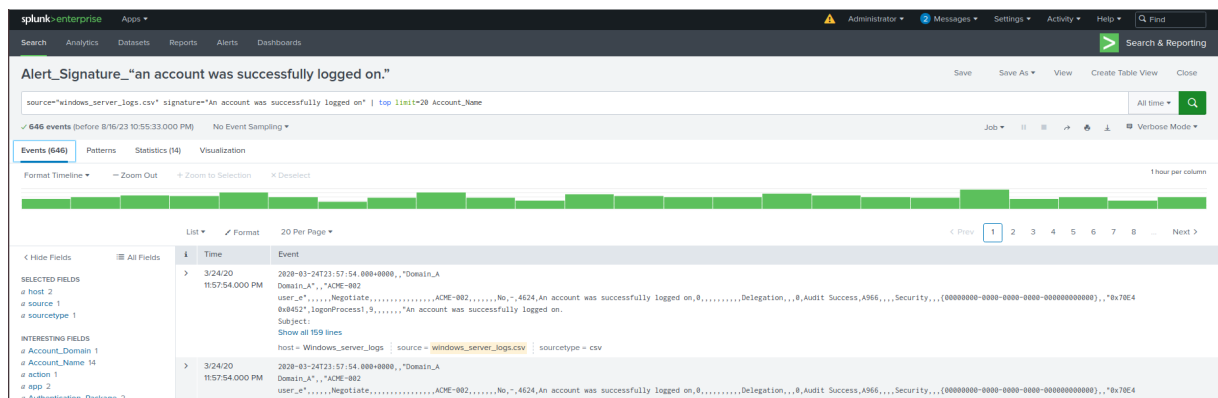 splunk>enterprise Apps ▾ Administrator ▾ 2 Messages ▾ Settings ▾ Activity ▾ Help ▾ Find
Search Analytics Datasets Reports Alerts Dashboards Search & Reporting
Alert_Signature_“an account was successfully logged on.” Save Save As ▾ View Create Table View Close
source="windows_server_logs.csv" signature="An account was successfully logged on" | top limit=20 Account_Name All time ▾
✓ 646 events (before 8/16/23 10:55:33.000 PM) No Event Sampling ▾ Job ▾ Verbose Mode ▾
Events (646) Patterns Statistics (14) Visualization
Format Timeline ▾ — Zoom Out + Zoom to Selection × Deselect 1 hour per column
List ▾ Format 20 Per Page ▾ < Prev 1 2 3 4 5 6 7 8 ... Next >
< Hide Fields All Fields i Time Event
SELECTED FIELDS
a host 2
a source 1
a sourcetype 1
INTERESTING FIELDS
a Account_Domain 1
a Account_Name 14
a action 1
a app 2
a Authentication_Package 2
> 3/24/20 11:57:54.000 PM
2020-03-24T23:57:54.000+0000,,"Domain_A
Domain_A",,"ACME-002
user_e",,,,,,Negotiate,,,,,,,,,,,,,,,,ACME-002,,,,,,,No,-,4624,An account was successfully logged on,0,,,,,,,,,,Delegation,,,0,Audit Success,A966,,,,Security,,,{00000000-0000-0000-0000-000000000000},,"0x70E4
0x0452",logonProcess1,9,,,,,,,"An account was successfully logged on.
Subject:
Show all 159 lines
host = Windows_server_logs source = windows_server_logs.csv sourcetype = csv
> 3/24/20 11:57:54.000 PM
2020-03-24T23:57:54.000+0000,,"Domain_A
Domain_A",,"ACME-002
user_e",,,,,,Negotiate,,,,,,,,,,,,,,,,ACME-002,,,,,,,No,-,4624,An account was successfully logged on,0,,,,,,,,,,Delegation,,,0,Audit Success,A966,,,,Security,,,{00000000-0000-0000-0000-000000000000},,"0x70E4